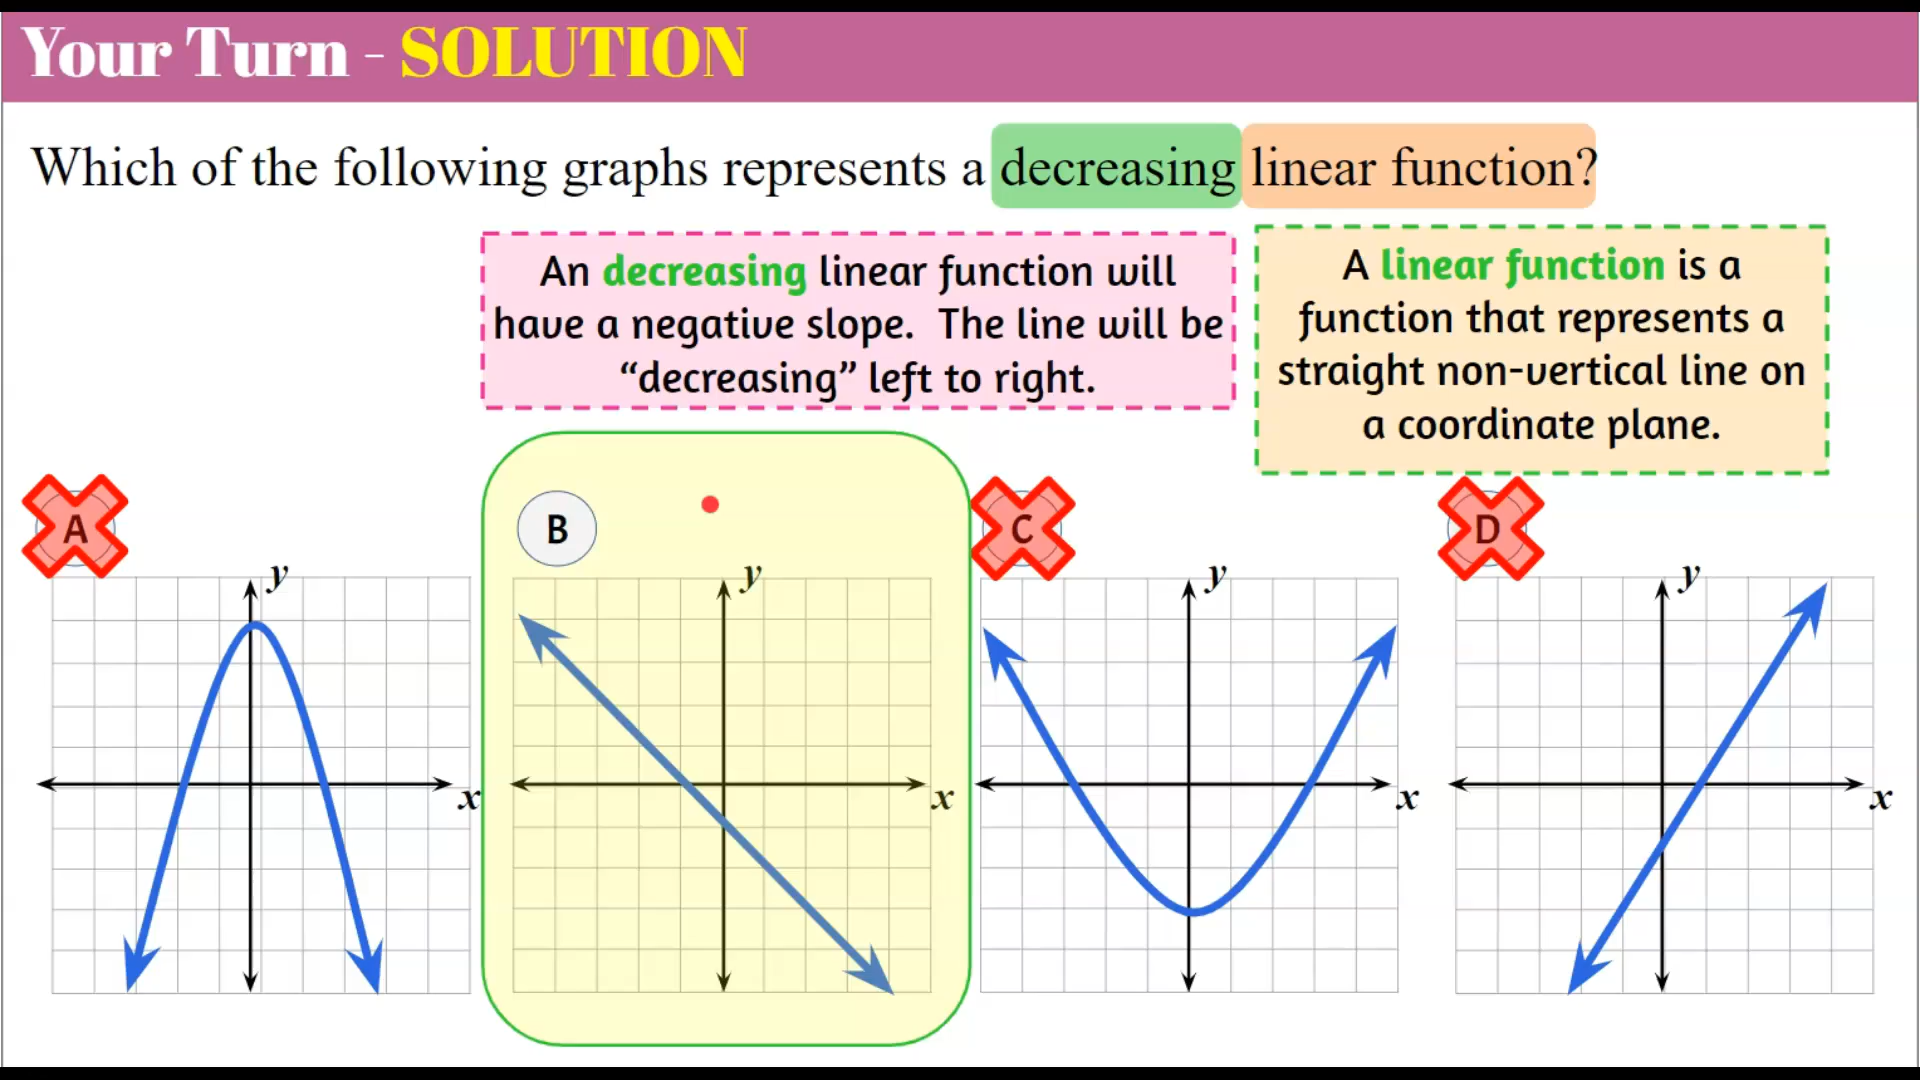 Your Turn - SOLUTION
Which of the following graphs represents a decreasing linear function?
An decreasing linear function will
have a negative slope. The line will be
“decreasing” left to right.
A linear function is a
function that represents a
straight non-vertical line on
a coordinate plane.
A
B
C
D
y
y
y
y
x
x
x
x